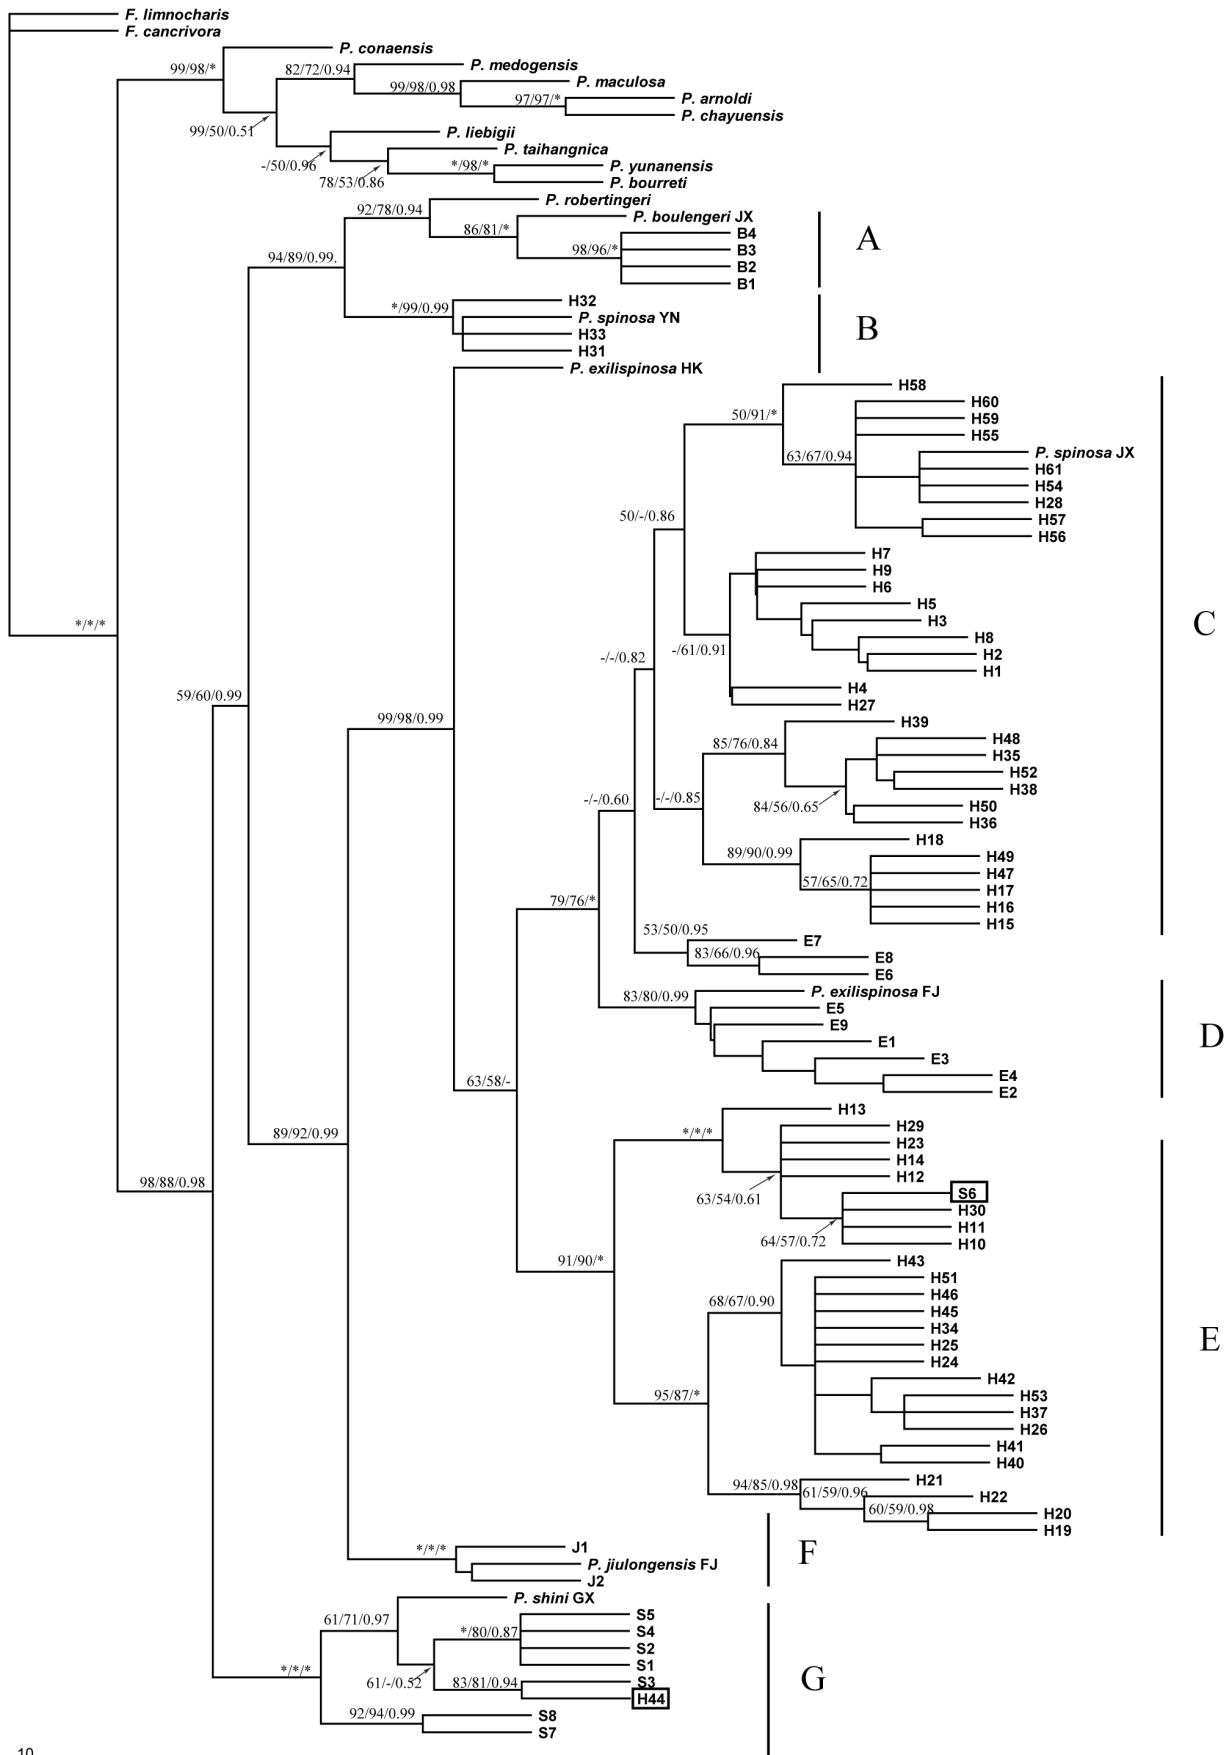 F. limnocharis
F. cancrivora
P. conaensis
99/98/*
P. medogensis
82/72/0.94
P. maculosa
99/98/0.98
P. arnoldi
97/97/*
P. chayuensis
99/50/0.51
P. liebigii
P. taihangnica
-/50/0.96
P. yunanensis
*/98/*
78/53/0.86
P. bourreti
P. robertingeri
92/78/0.94
P. boulengeri JX
86/81/*
B4
A
B3
98/96/*
94/89/0.99.
B2
B1
H32
*/99/0.99
P. spinosa YN
B
H33
H31
P. exilispinosa HK
H58
H60
50/91/*
H59
H55
P. spinosa JX
63/67/0.94
H61
H54
H28
50/-/0.86
H57
H56
H7
H9
H6
H5
H3
C
*/*/*
H8
-/61/0.91
H2
-/-/0.82
H1
H4
59/60/0.99
H27
99/98/0.99
H39
85/76/0.84
H48
H35
H52
H38
-/-/0.60
-/-/0.85
84/56/0.65
H50
H36
H18
89/90/0.99
H49
H47
57/65/0.72
H17
79/76/*
H16
H15
53/50/0.95
E7
83/66/0.96
E8
E6
83/80/0.99
P. exilispinosa FJ
E5
E9
D
E1
E3
63/58/-
E4
E2
H13
89/92/0.99
*/*/*
H29
H23
H14
H12
98/88/0.98
63/54/0.61
S6
H30
H11
64/57/0.72
H10
91/90/*
H43
H51
68/67/0.90
H46
H45
H34
E
H25
H24
H42
95/87/*
H53
H37
H26
H41
H40
H21
94/85/0.98
61/59/0.96
H22
60/59/0.98
H20
H19
*/*/*
J1
F
P. jiulongensis FJ
J2
P. shini GX
61/71/0.97
S5
*/80/0.87
S4
S2
S1
*/*/*
61/-/0.52
83/81/0.94
S3
G
H44
92/94/0.99
S8
S7
10